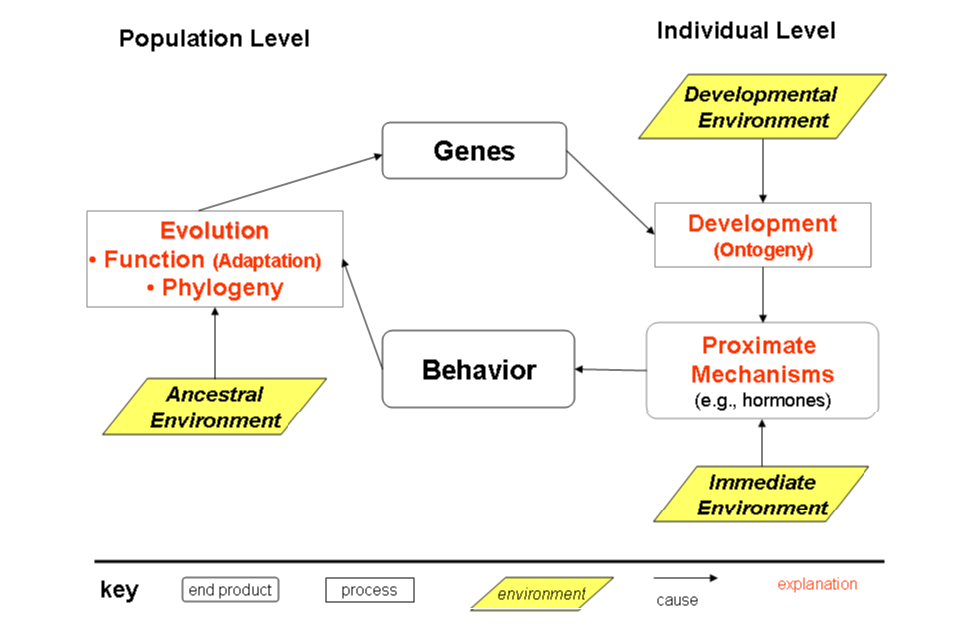 Population Level
Individual Level
Developmental
Environment
Genes
Development
(Ontogeny)
Evolution
• Function (Adaptation)
• Phylogeny
Proximate
Mechanisms
(e.g., hormones)
Behavior
Ancestral
Environment
Immediate
Environment
key
end product
process
environment
cause
explanation